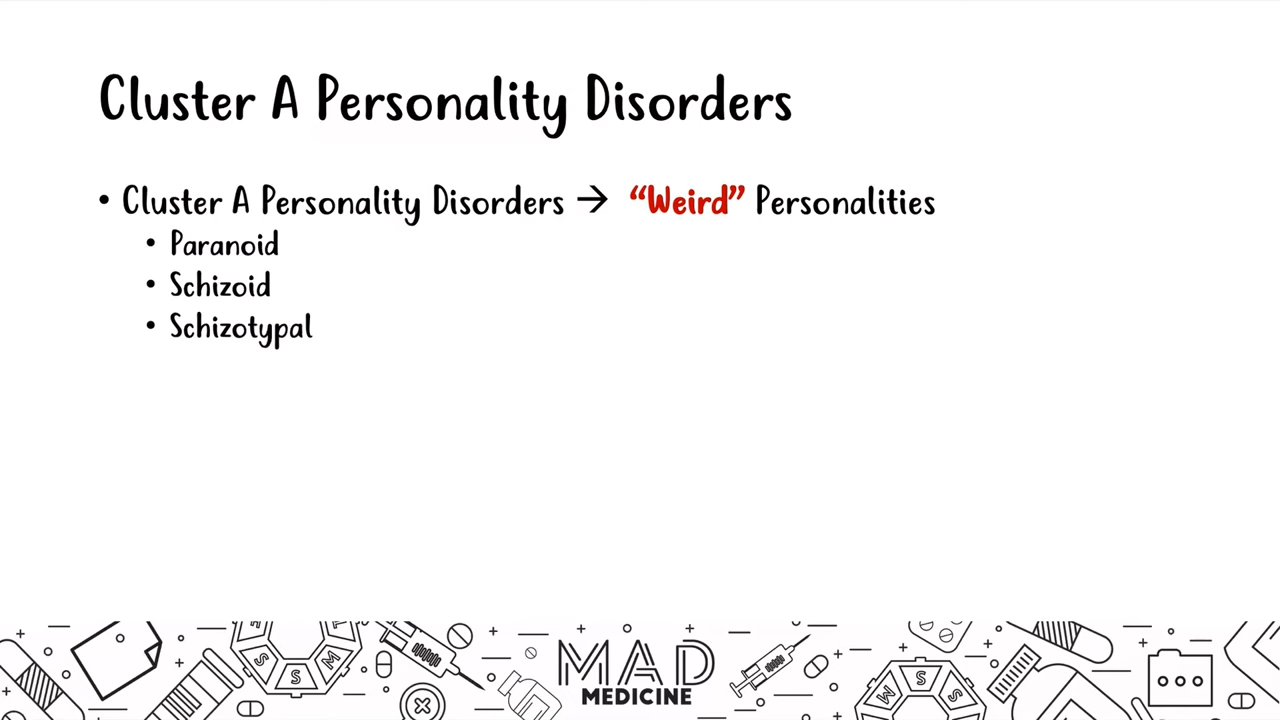 Cluster A Personality Disorders
• Cluster A Personality Disorders → “Weird” Personalities
• Paranoid
• Schizoid
• Schizotypal
S
S
M
M
S
S
MAD
MEDICINE